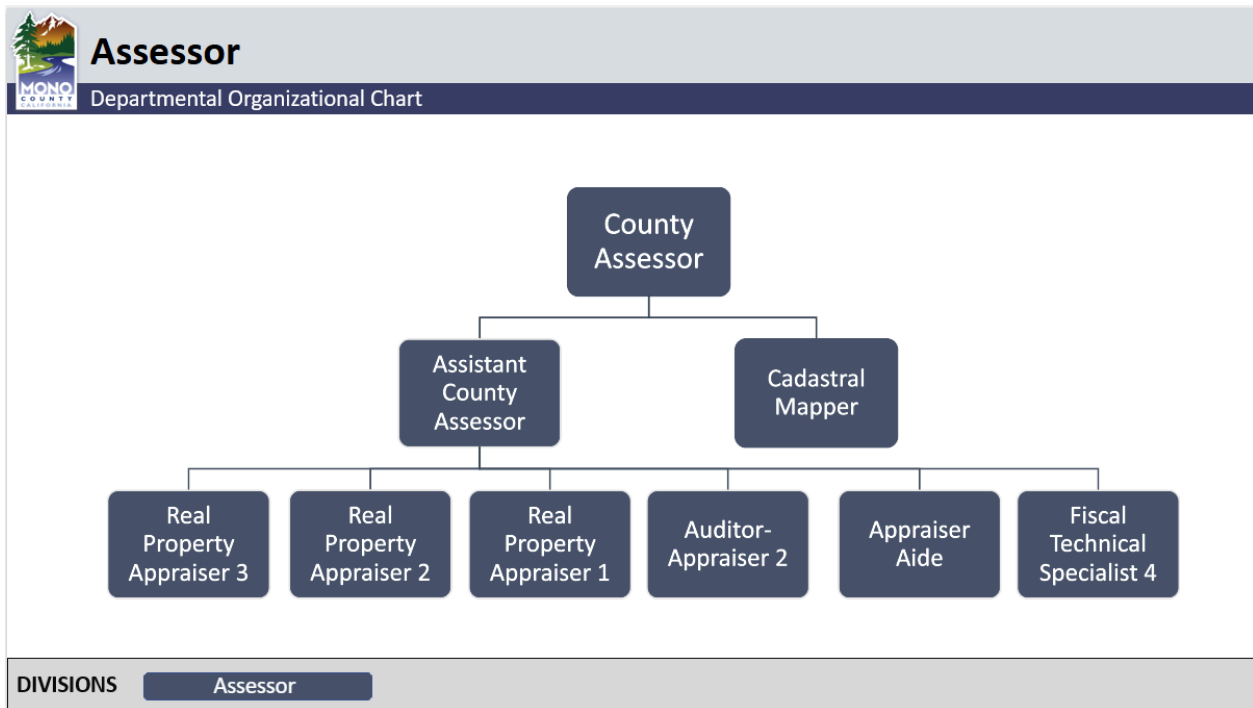 Assessor
MONO
COUNTY
CALIFORNIA
Departmental Organizational Chart
County
Assessor
Assistant
County
Assessor
Cadastral
Mapper
Real
Property
Appraiser 3
Real
Property
Appraiser 2
Real
Property
Appraiser 1
Auditor-
Appraiser 2
Appraiser
Aide
Fiscal
Technical
Specialist 4
DIVISIONS
Assessor